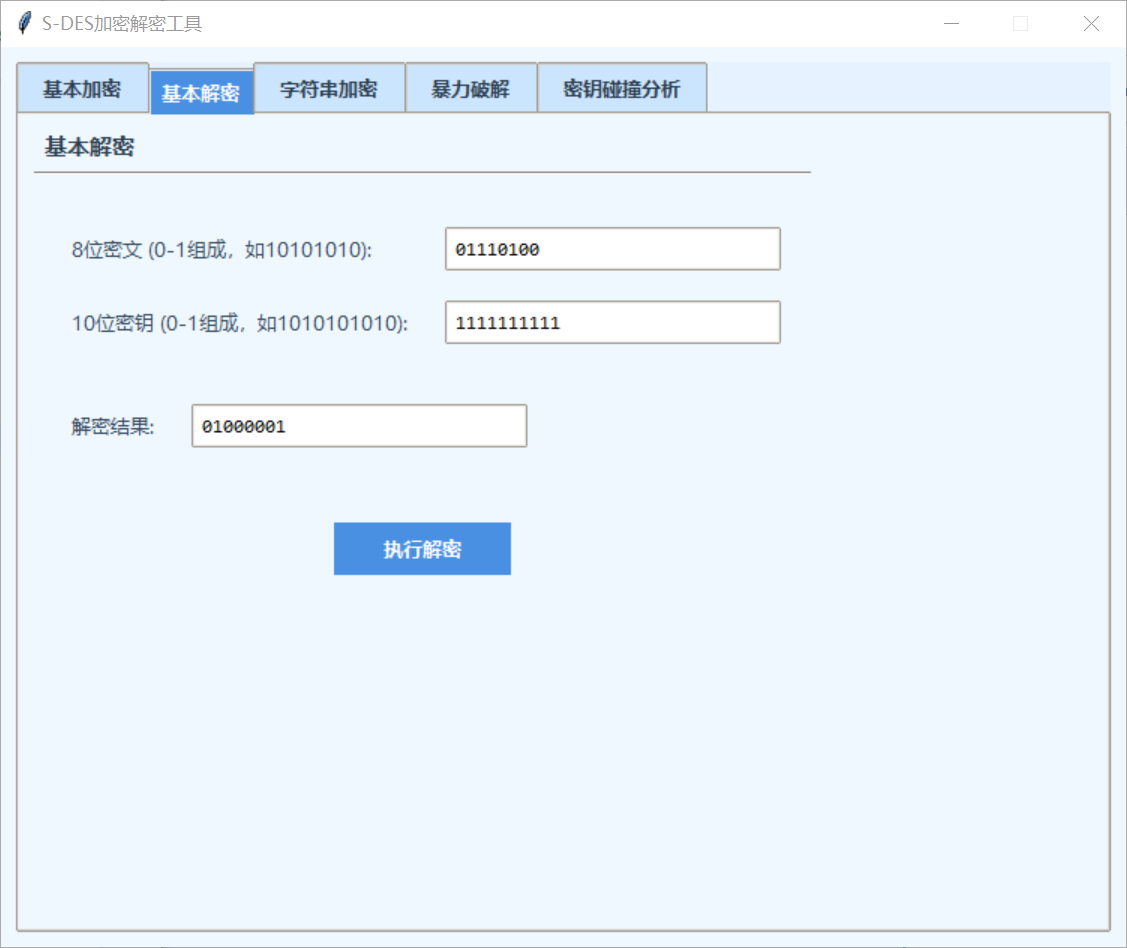 S-DES加密解密工具
基本加密 基本解密 字符串加密 暴力破解 密钥碰撞分析
基本解密
8位密文 (0-1组成，如10101010): 01110100
10位密钥 (0-1组成，如1010101010): 1111111111
解密结果: 01000001
执行解密